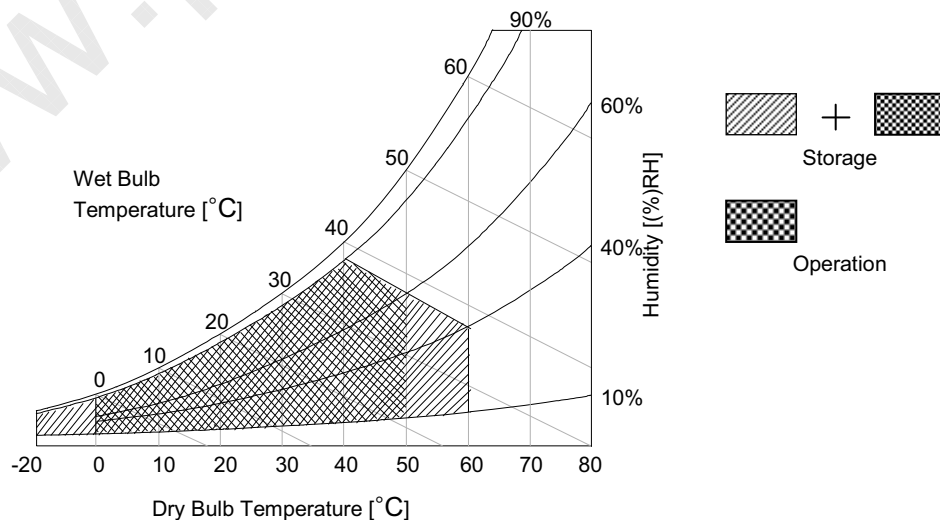 90%
60
60%
50
Wet Bulb
Temperature [°C]
40
40%
30
20
10
0
10%
Humidity [(%)RH]
-20 0 10 20 30 40 50 60 70 80
Dry Bulb Temperature [°C]
+
Storage
Operation